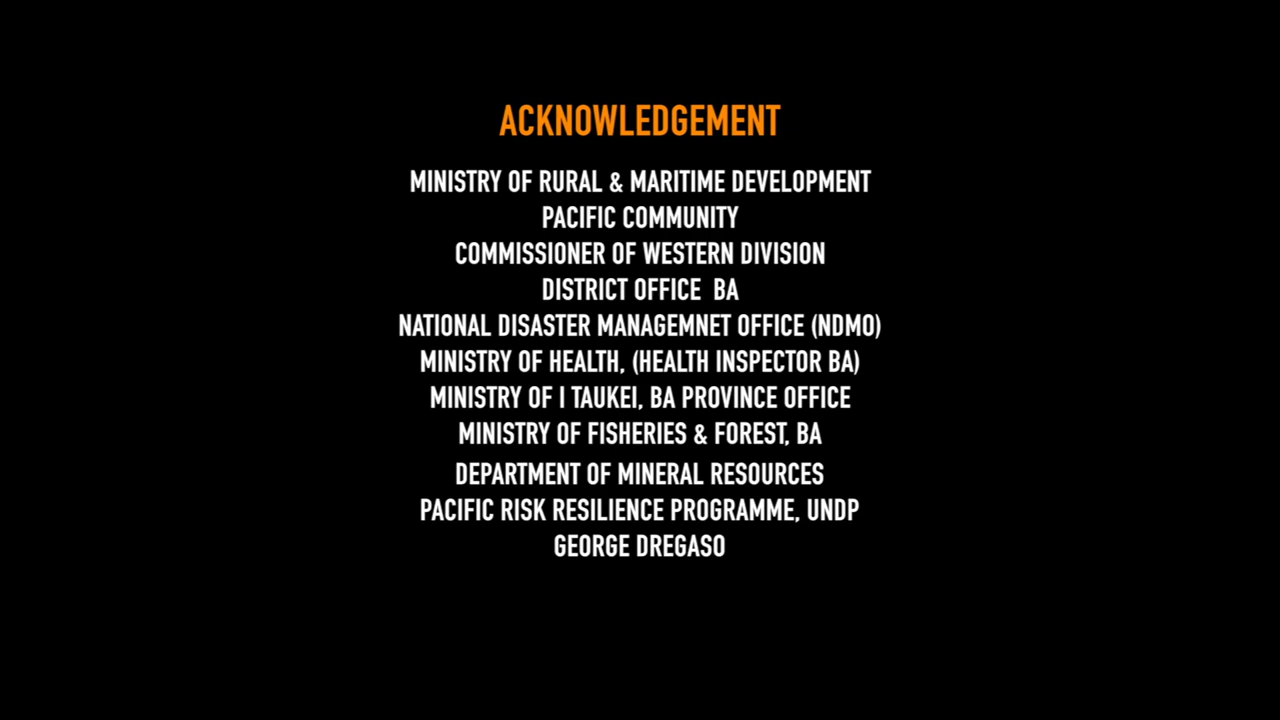 ACKNOWLEDGEMENT
MINISTRY OF RURAL & MARITIME DEVELOPMENT
PACIFIC COMMUNITY
COMMISSIONER OF WESTERN DIVISION
DISTRICT OFFICE  BA
NATIONAL DISASTER MANAGEMNET OFFICE (NDMO)
MINISTRY OF HEALTH, (HEALTH INSPECTOR BA)
MINISTRY OF I TAUKEI, BA PROVINCE OFFICE
MINISTRY OF FISHERIES & FOREST, BA
DEPARTMENT OF MINERAL RESOURCES
PACIFIC RISK RESILIENCE PROGRAMME, UNDP
GEORGE DREGASO